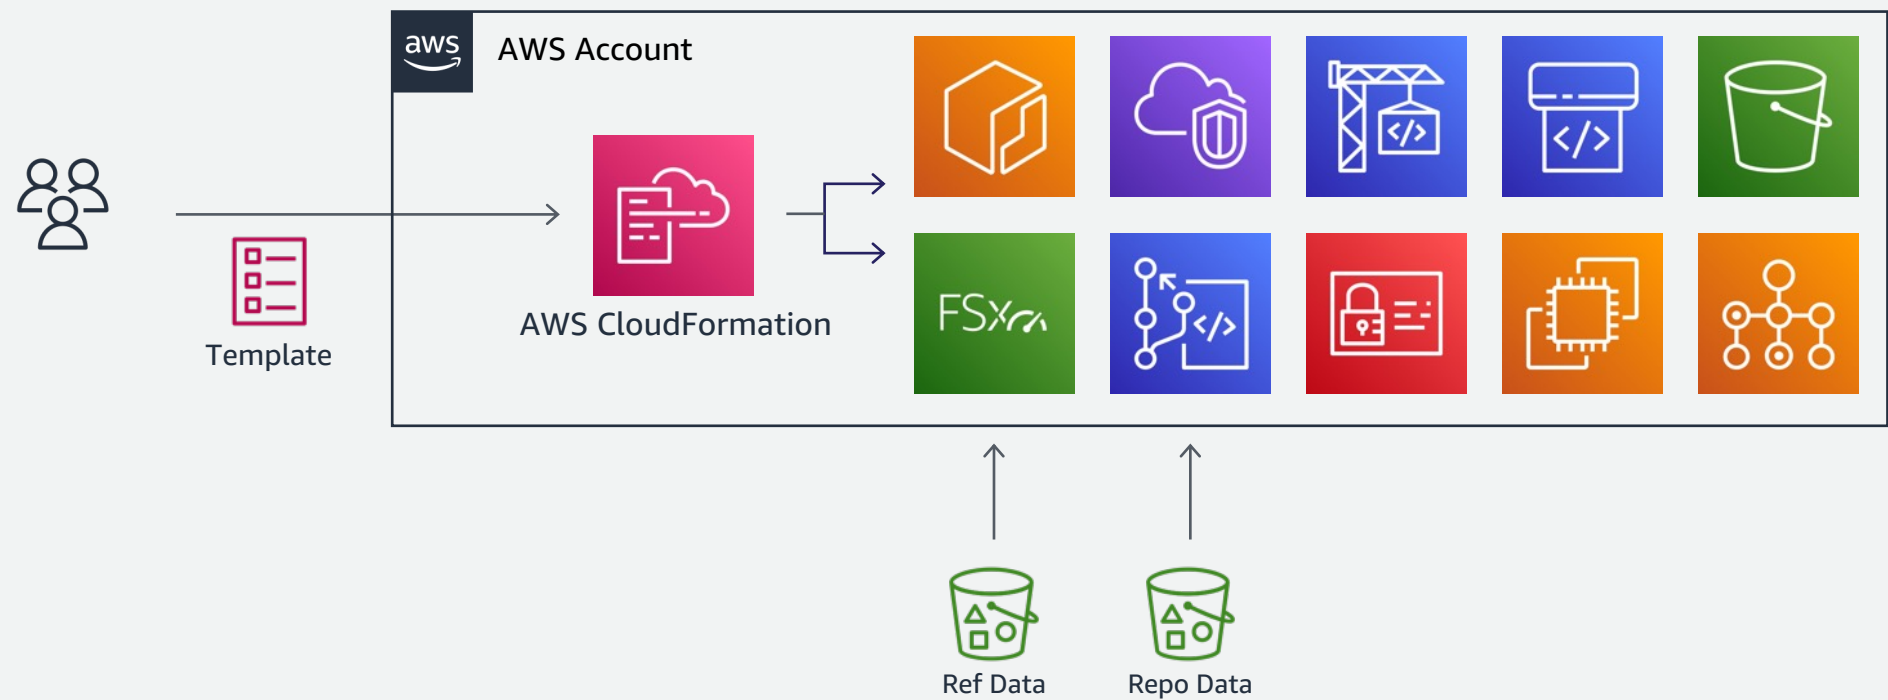 aws
AWS Account
Template
AWS CloudFormation
</>
</>
FSx
</>
Ref Data
Repo Data